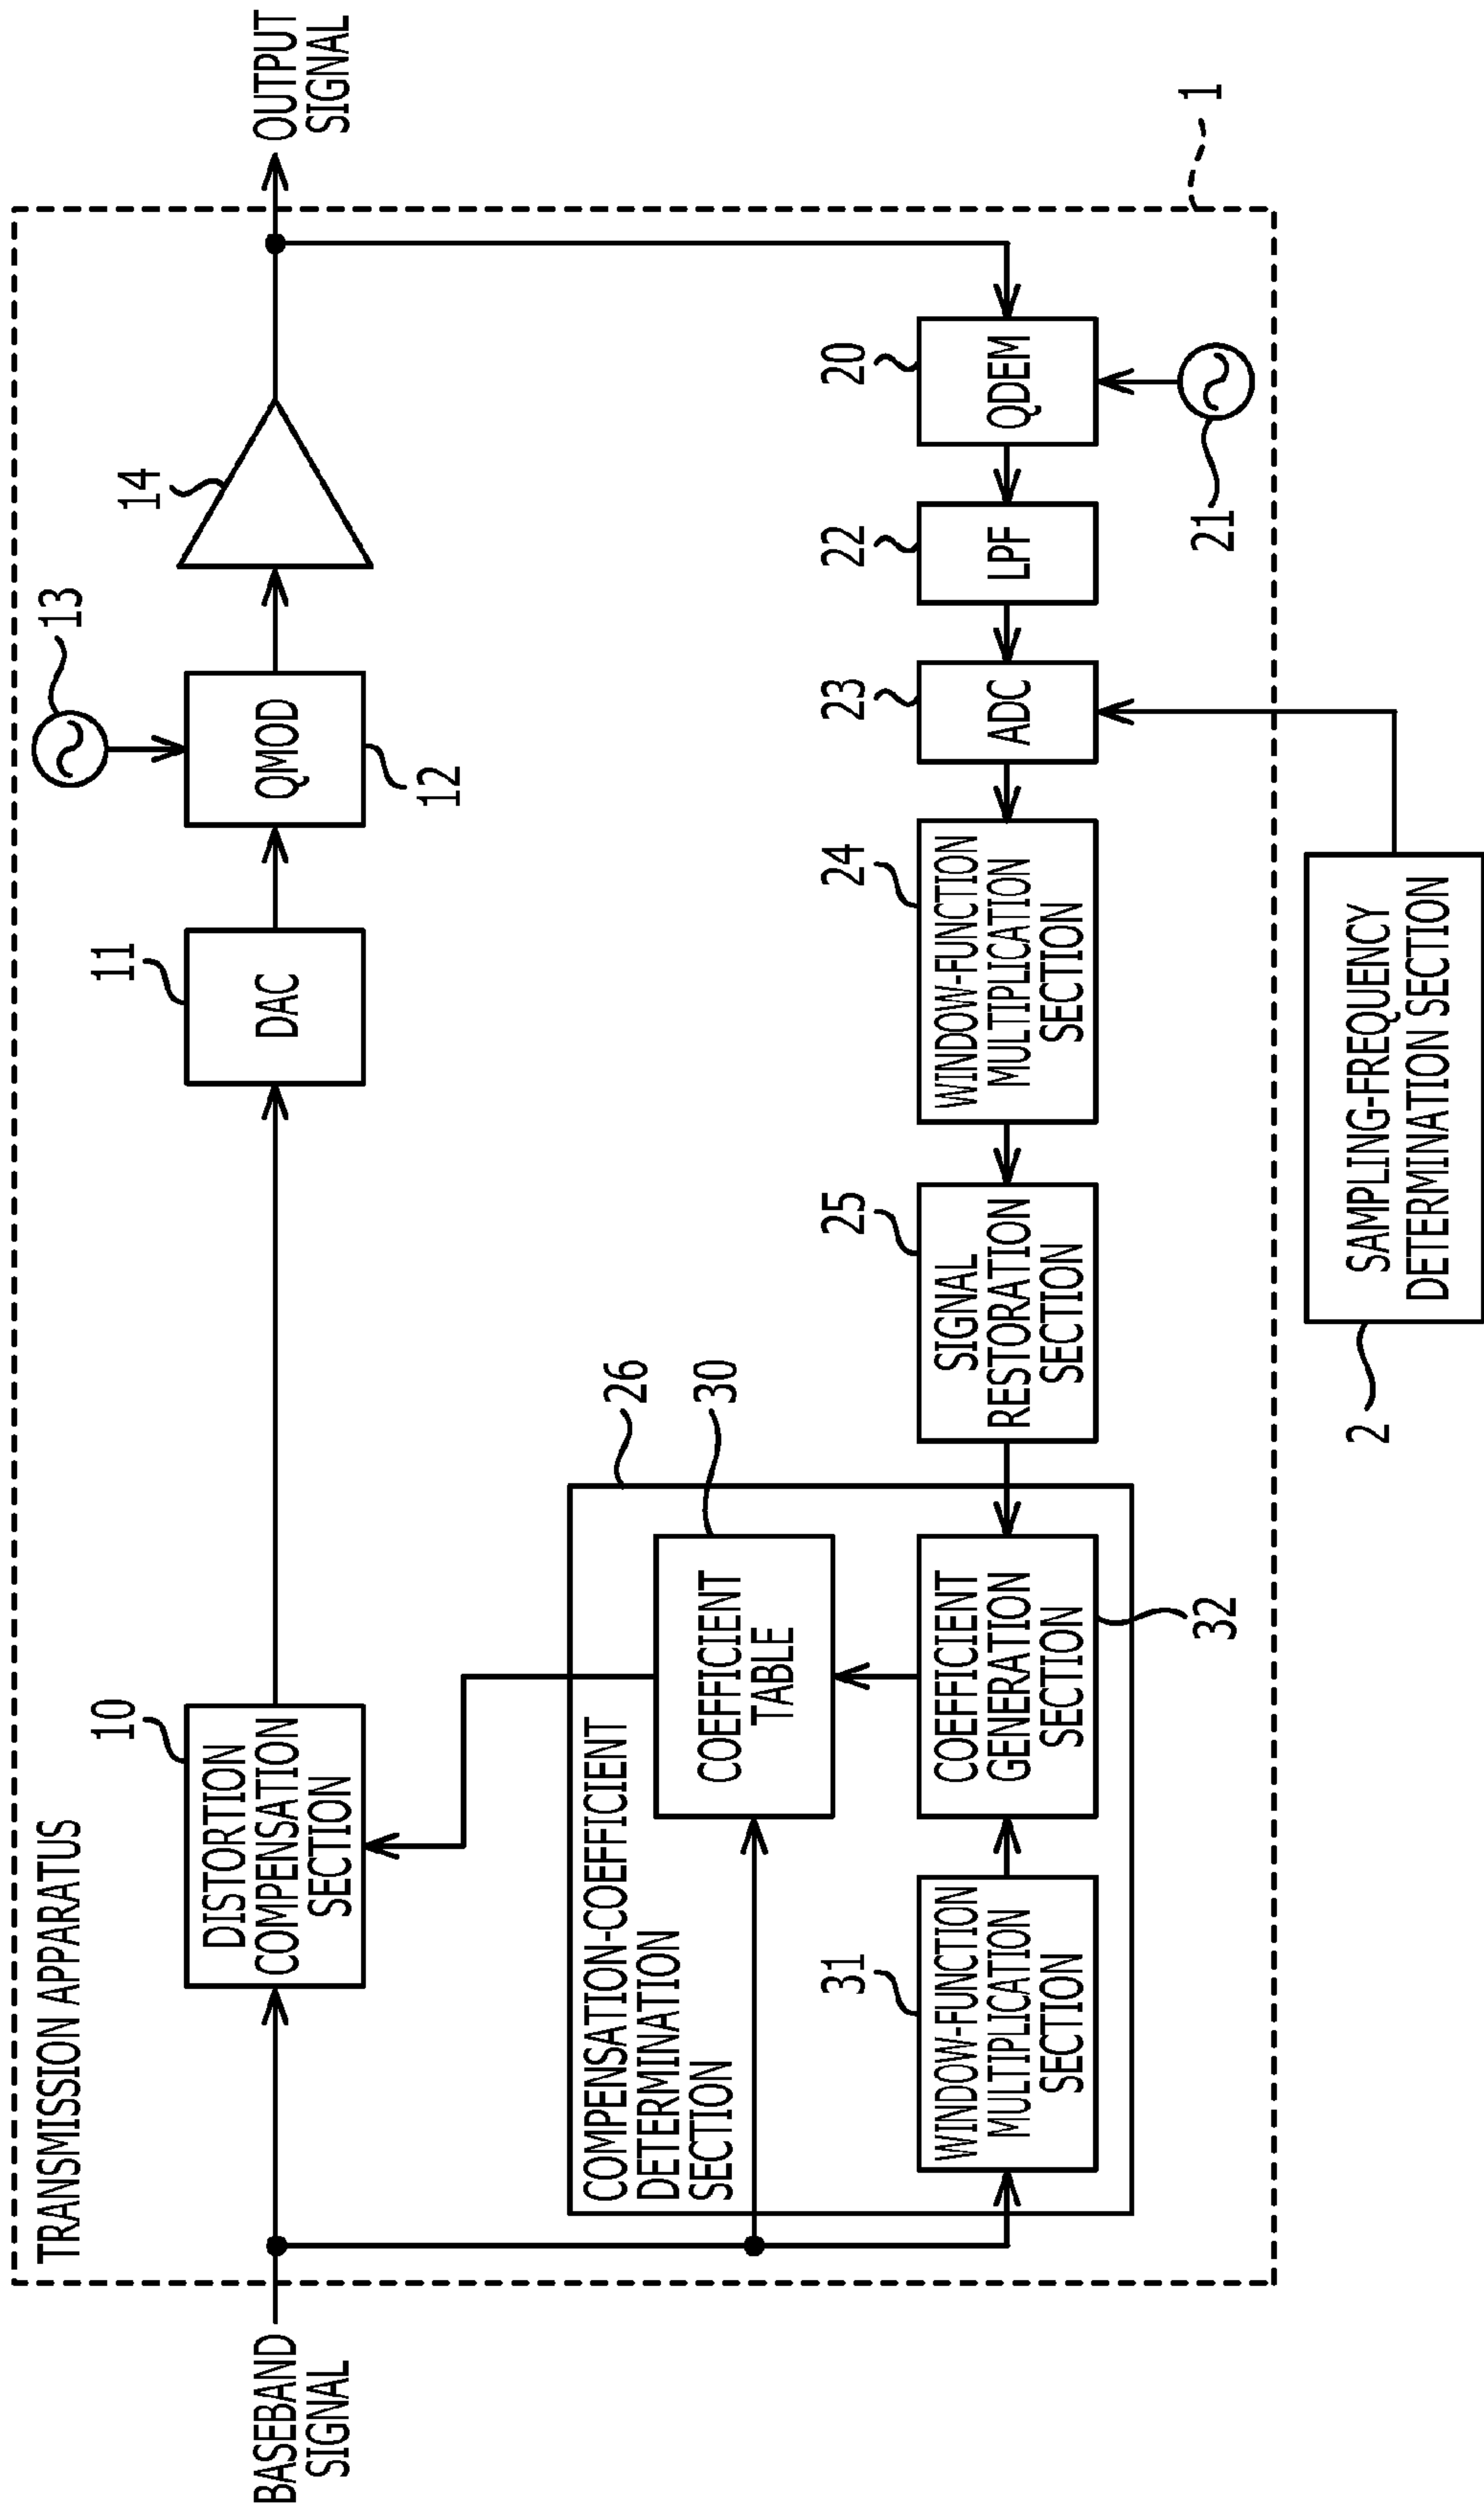 TRANSMISSION APPARATUS
13
14
10
11
DISTORTION
COMPENSATION
SECTION
DAC
QMOD
BASEBAND
SIGNAL
OUTPUT
SIGNAL
12
26
COMPENSATION-COEFFICIENT
DETERMINATION
SECTION
30
COEFFICIENT
TABLE
31
25
24
23
22
20
WINDOW-FUNCTION
MULTIPLICATION
SECTION
COEFFICIENT
GENERATION
SECTION
SIGNAL
RESTORATION
SECTION
WINDOW-FUNCTION
MULTIPLICATION
SECTION
ADC
LPF
QDEM
32
21
1
2
SAMPLING-FREQUENCY
DETERMINATION SECTION